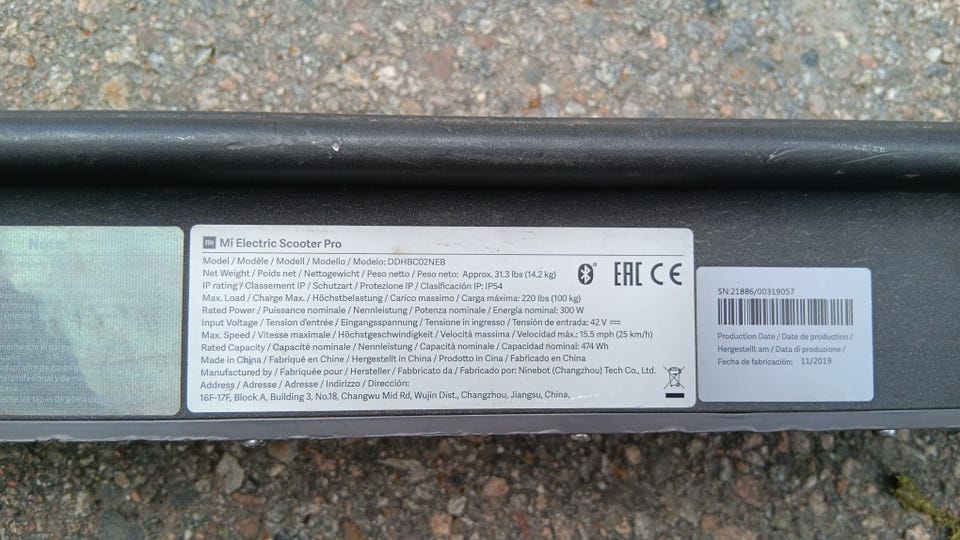 Note
mi Mi Electric Scooter Pro
Model / Modèle / Modell / Modello / Modelo: DDHBC02NEB
Net Weight / Poids net / Nettogewicht / Peso netto / Peso neto: Approx. 31.3 lbs (14.2 kg)
IP rating / Classement IP / Schutzart / Protezione IP / Clasificación IP: IP54
Max. Load / Charge Max. / Höchstbelastung / Carico massimo / Carga máxima: 220 lbs (100 kg)
Rated Power / Puissance nominale / Nennleistung / Potenza nominale / Energía nominal: 300 W
Input Voltage / Tension d'entrée / Eingangsspannung / Tensione in ingresso / Tensión de entrada: 42 V ⎓
Max. Speed / Vitesse maximale / Höchstgeschwindigkeit / Velocità massima / Velocidad máx.: 15.5 mph (25 km/h)
Rated Capacity / Capacité nominale / Nennleistung / Capacità nominale / Capacidad nominal: 474 Wh
Made in China / Fabriqué en Chine / Hergestellt in China / Prodotto in Cina / Fabricado en China
Manufactured by / Fabriquée pour / Hersteller / Fabbricato da / Fabricado por: Ninebot (Changzhou) Tech Co., Ltd.
Address / Adresse / Adresse / Indirizzo / Dirección:
16F-17F, Block A, Building 3, No.18, Changwu Mid Rd, Wujin Dist., Changzhou, Jiangsu, China.
EAC CE
SN:21886/00319057
Production Date / Date de production /
Hergestellt am / Data di produzione /
Fecha de fabricación: 11/2019